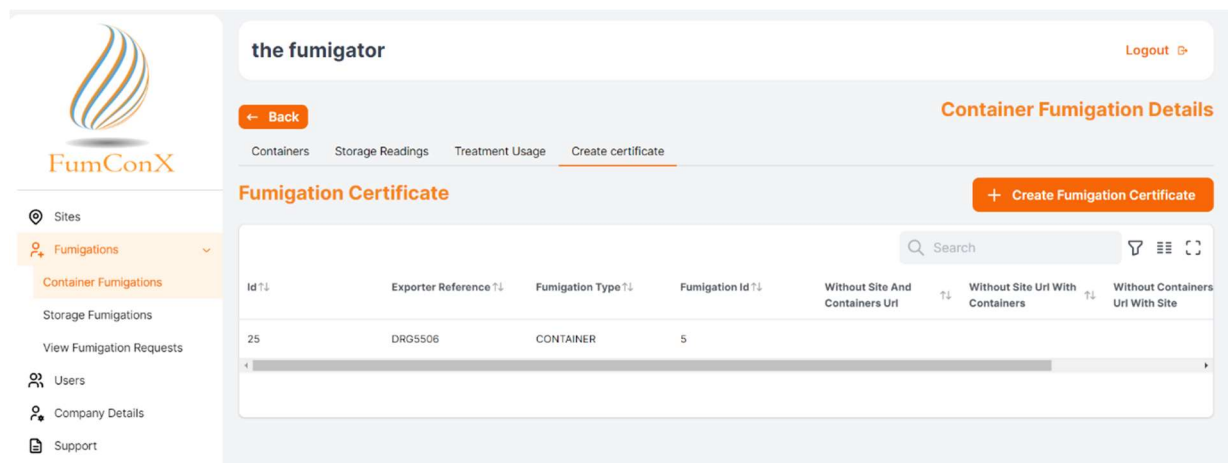 the fumigator
Logout
← Back
Container Fumigation Details
Containers Storage Readings Treatment Usage Create certificate
FumConX
Fumigation Certificate
+ Create Fumigation Certificate
Sites
Fumigations
Container Fumigations
Storage Fumigations
View Fumigation Requests
Users
Company Details
Support
Search
Id↑↓ Exporter Reference↑↓ Fumigation Type↑↓ Fumigation Id↑↓ Without Site And ↑↓ Without Site Url With ↑↓ Without Containers
Containers Url Containers Url With Site
25 DRG5506 CONTAINER 5